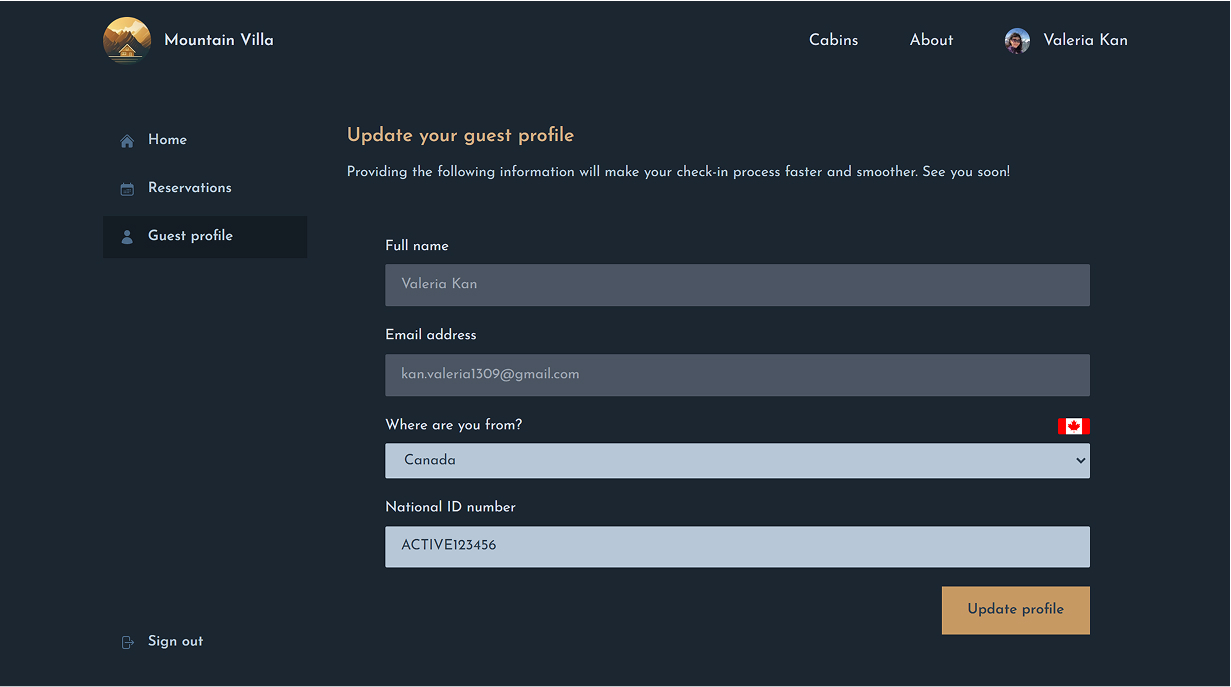 Mountain Villa
Cabins
About
Valeria Kan
Home
Reservations
Guest profile
Sign out
Update your guest profile
Providing the following information will make your check-in process faster and smoother. See you soon!
Full name
Valeria Kan
Email address
kan.valeria1309@gmail.com
Where are you from?
Canada
National ID number
ACTIVE123456
Update profile